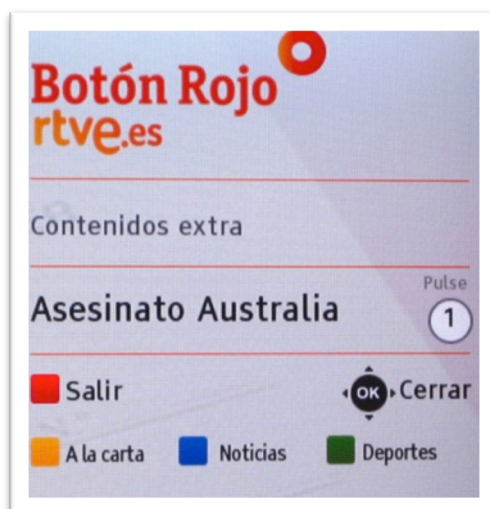 Botón Rojo
rtve.es
Contenidos extra
Pulse
Asesinato Australia 1
Salir OK Cerrar
A la carta Noticias Deportes